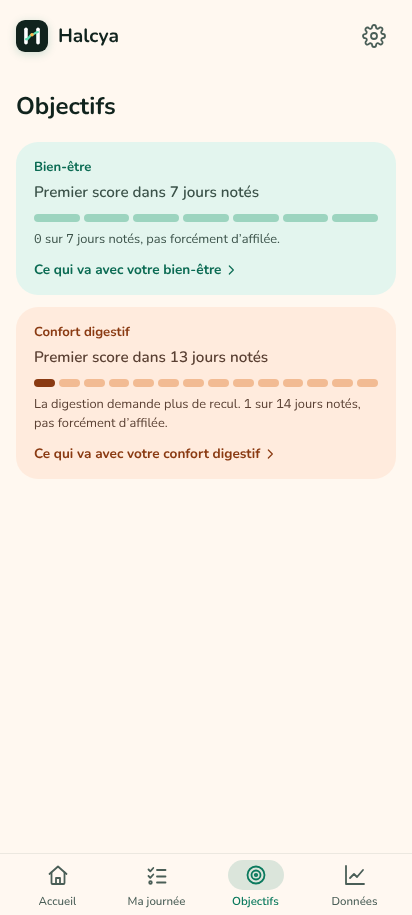 Halcya
Objectifs
Bien-être
Premier score dans 7 jours notés
0 sur 7 jours notés, pas forcément d’affilée.
Ce qui va avec votre bien-être
Confort digestif
Premier score dans 13 jours notés
La digestion demande plus de recul. 1 sur 14 jours notés,
pas forcément d’affilée.
Ce qui va avec votre confort digestif
Accueil
Ma journée
Objectifs
Données